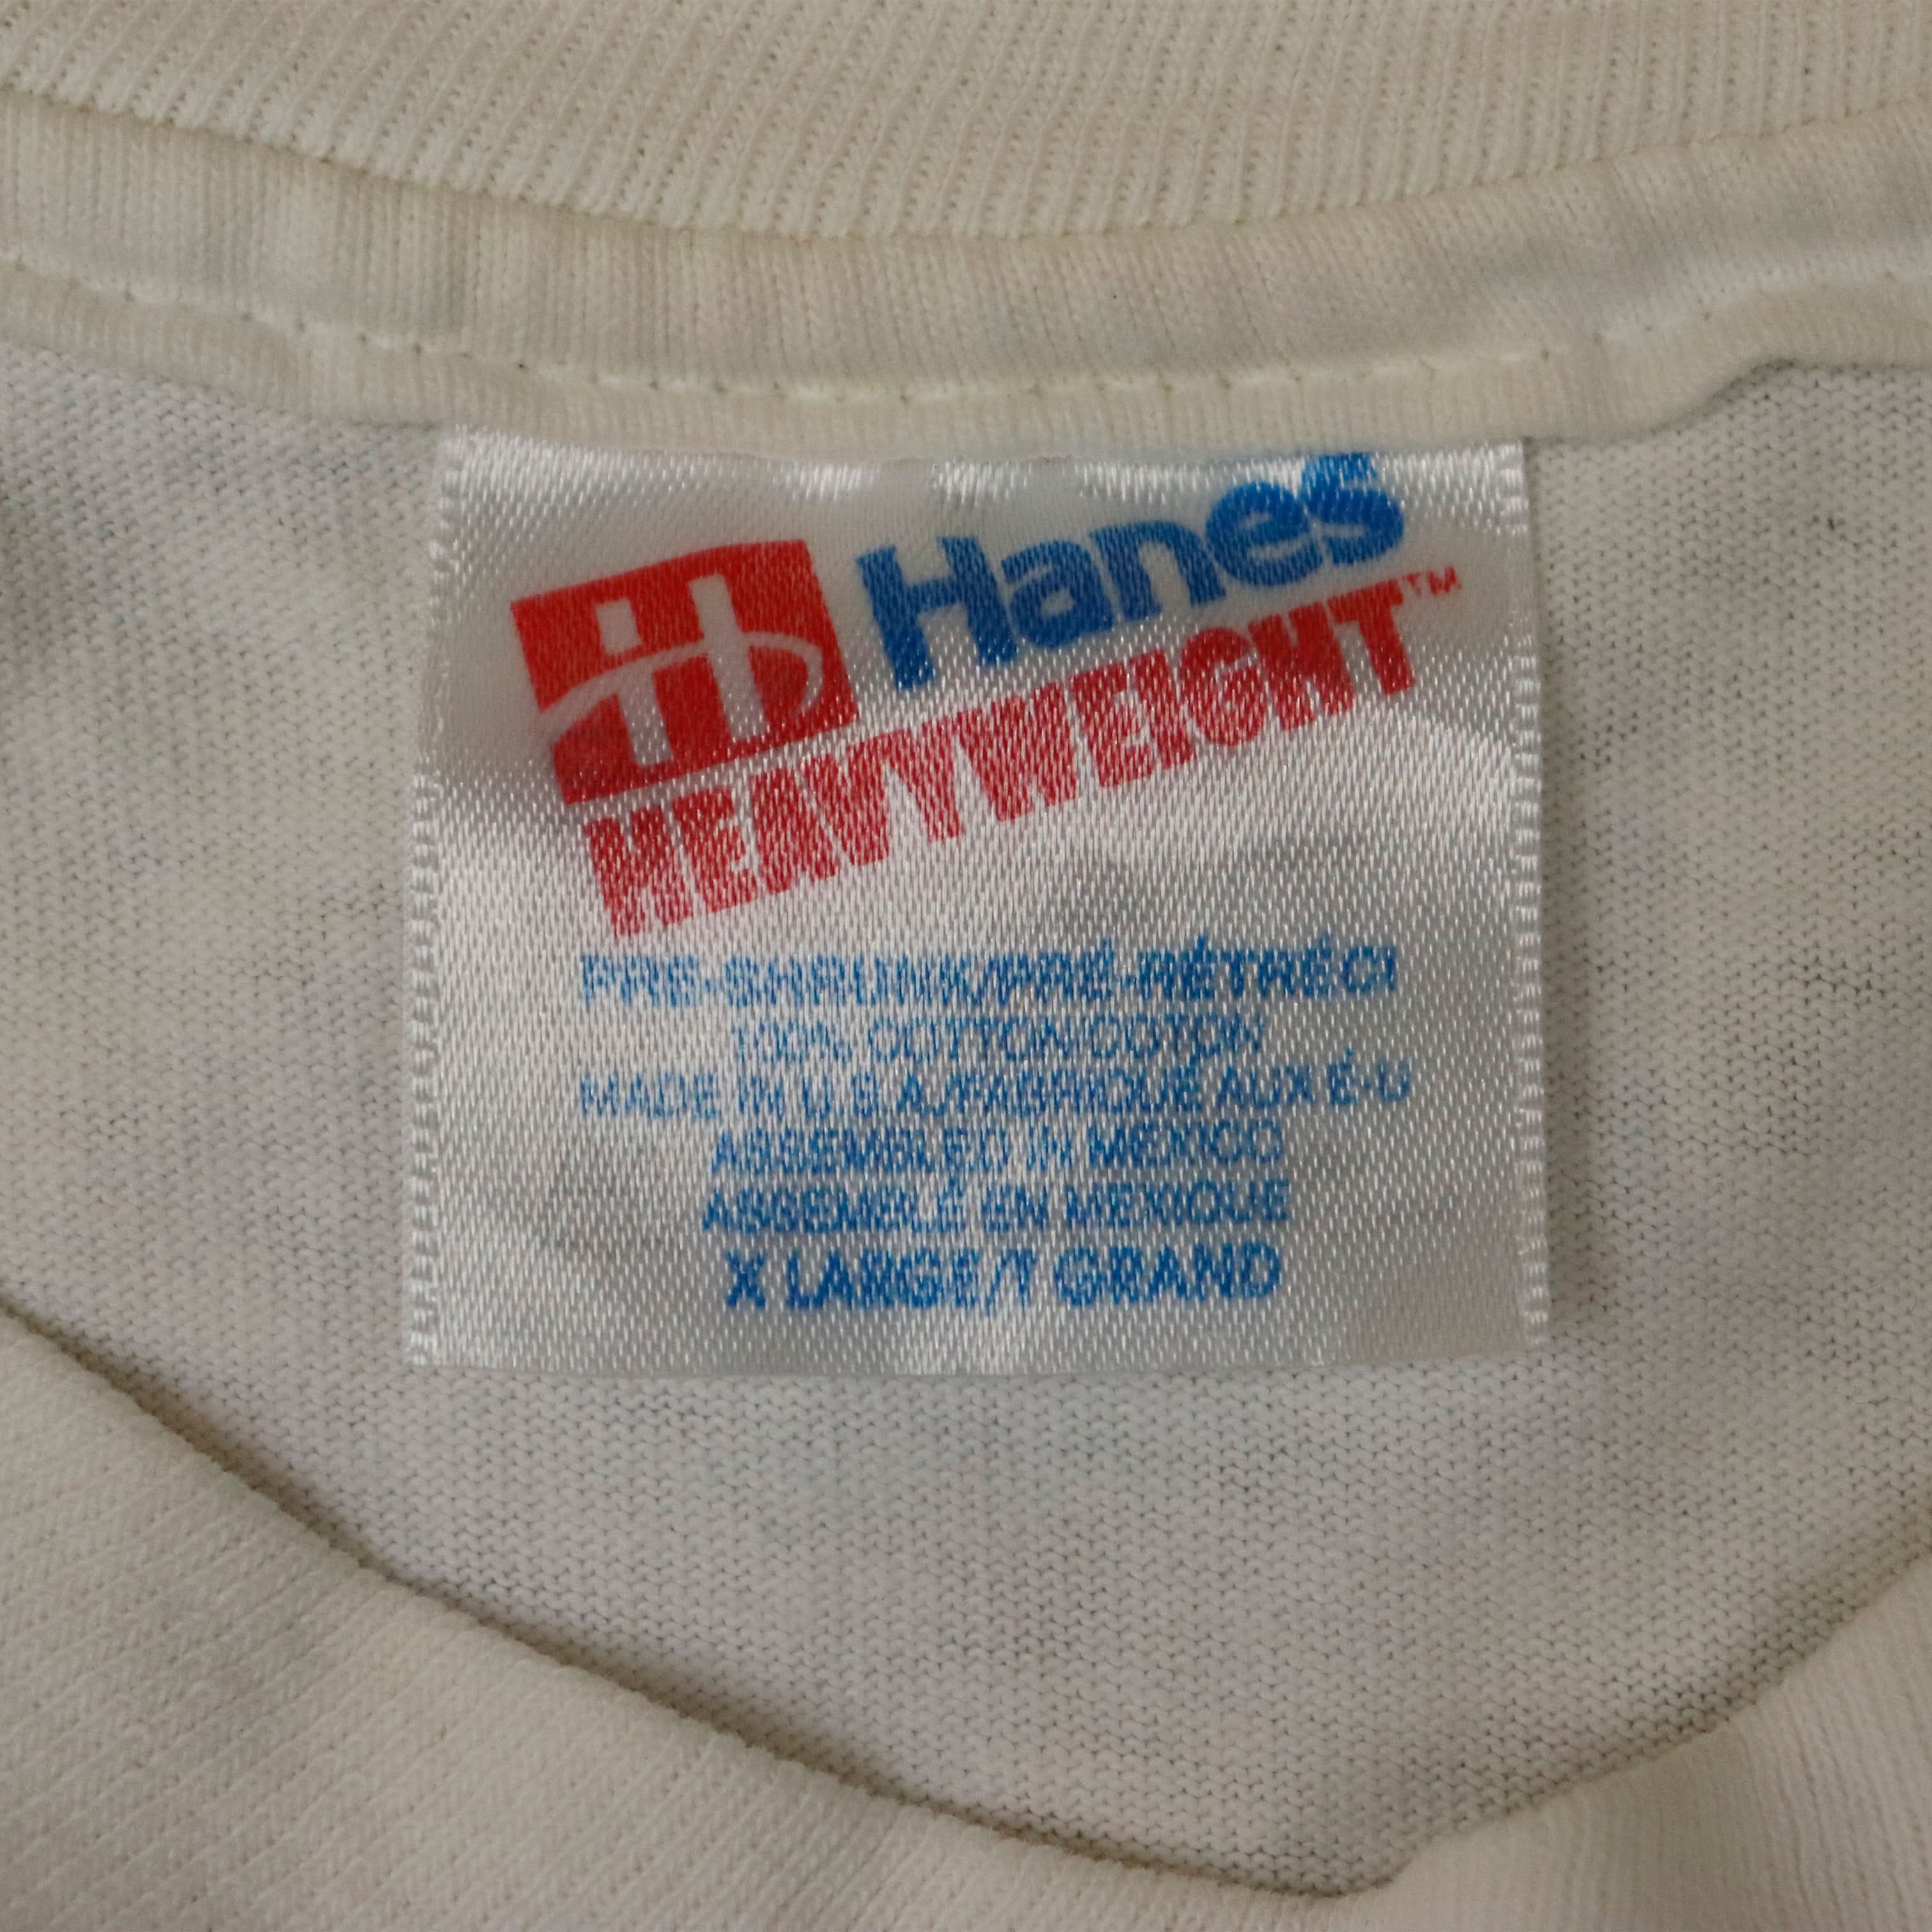 H Hanes
HEAVYWEIGHT™
PRE-SHRUNK/PRÉ-RÉTRÉCI
100% COTTON/COTON
MADE IN U.S.A./FABRIQUÉ AUX É-U
ASSEMBLED IN MEXICO
ASSEMBLÉ EN MEXIQUE
X LARGE/T GRAND